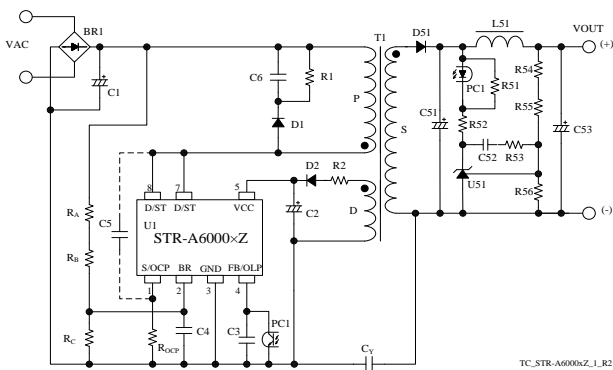 BR1
VAC
C1
C6
R1
P
D1
T1
S
D51
L51
VOUT
(+)
PC1
R51
R54
R55
C51
R52
C53
C52
R53
U51
R56
(-)
D2
R2
C2
D
8
7
5
D/ST
D/ST
VCC
U1
STR-A6000×Z
C5
RA
RB
S/OCP
BR
GND
FB/OLP
1
2
3
4
RC
ROCP
C4
C3
PC1
CY
TC_STR-A6000xZ_1_R2